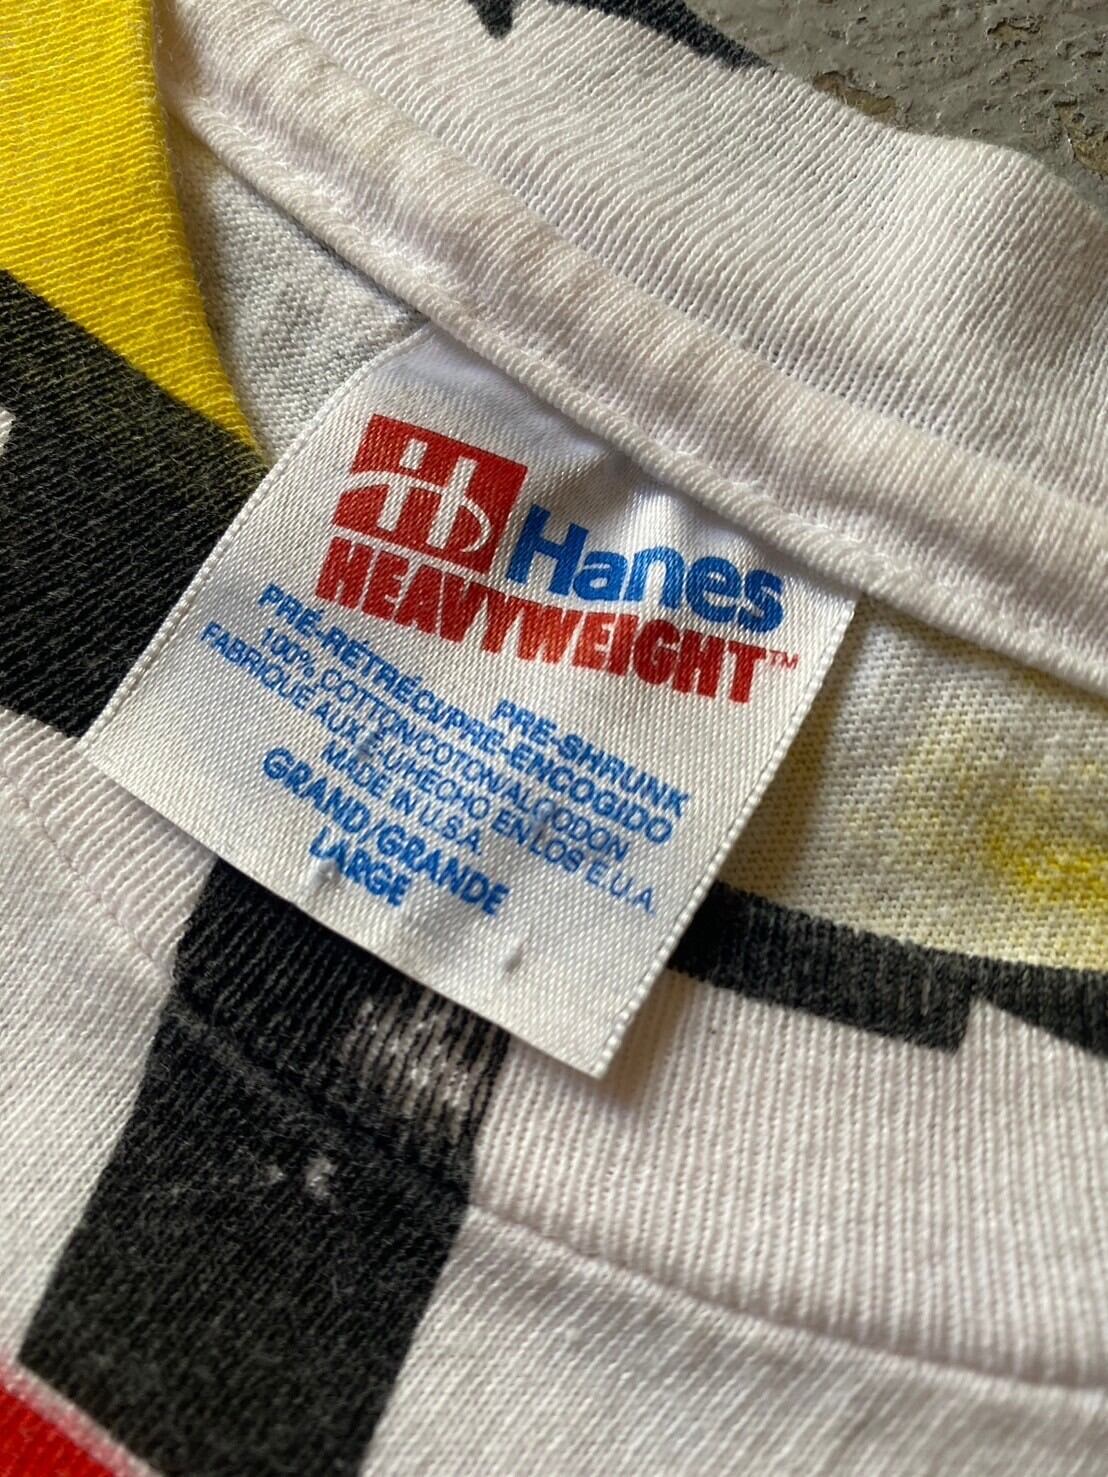 Hanes
HEAVYWEIGHT™
PRE-SHRUNK
PRÉ-RÉTRÉCI/PRE-ENCOGIDO
100% COTTON/COTON/ALGODON
FABRIQUE AUX É.U/HECHO EN LOS E.U.A.
MADE IN U.S.A.
GRAND/GRANDE
LARGE